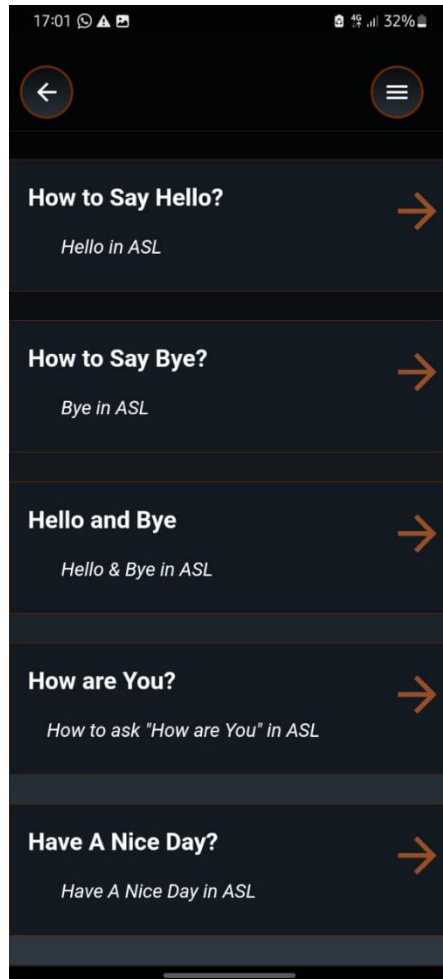 17:01 4G 32%
How to Say Hello?
Hello in ASL
How to Say Bye?
Bye in ASL
Hello and Bye
Hello & Bye in ASL
How are You?
How to ask "How are You" in ASL
Have A Nice Day?
Have A Nice Day in ASL